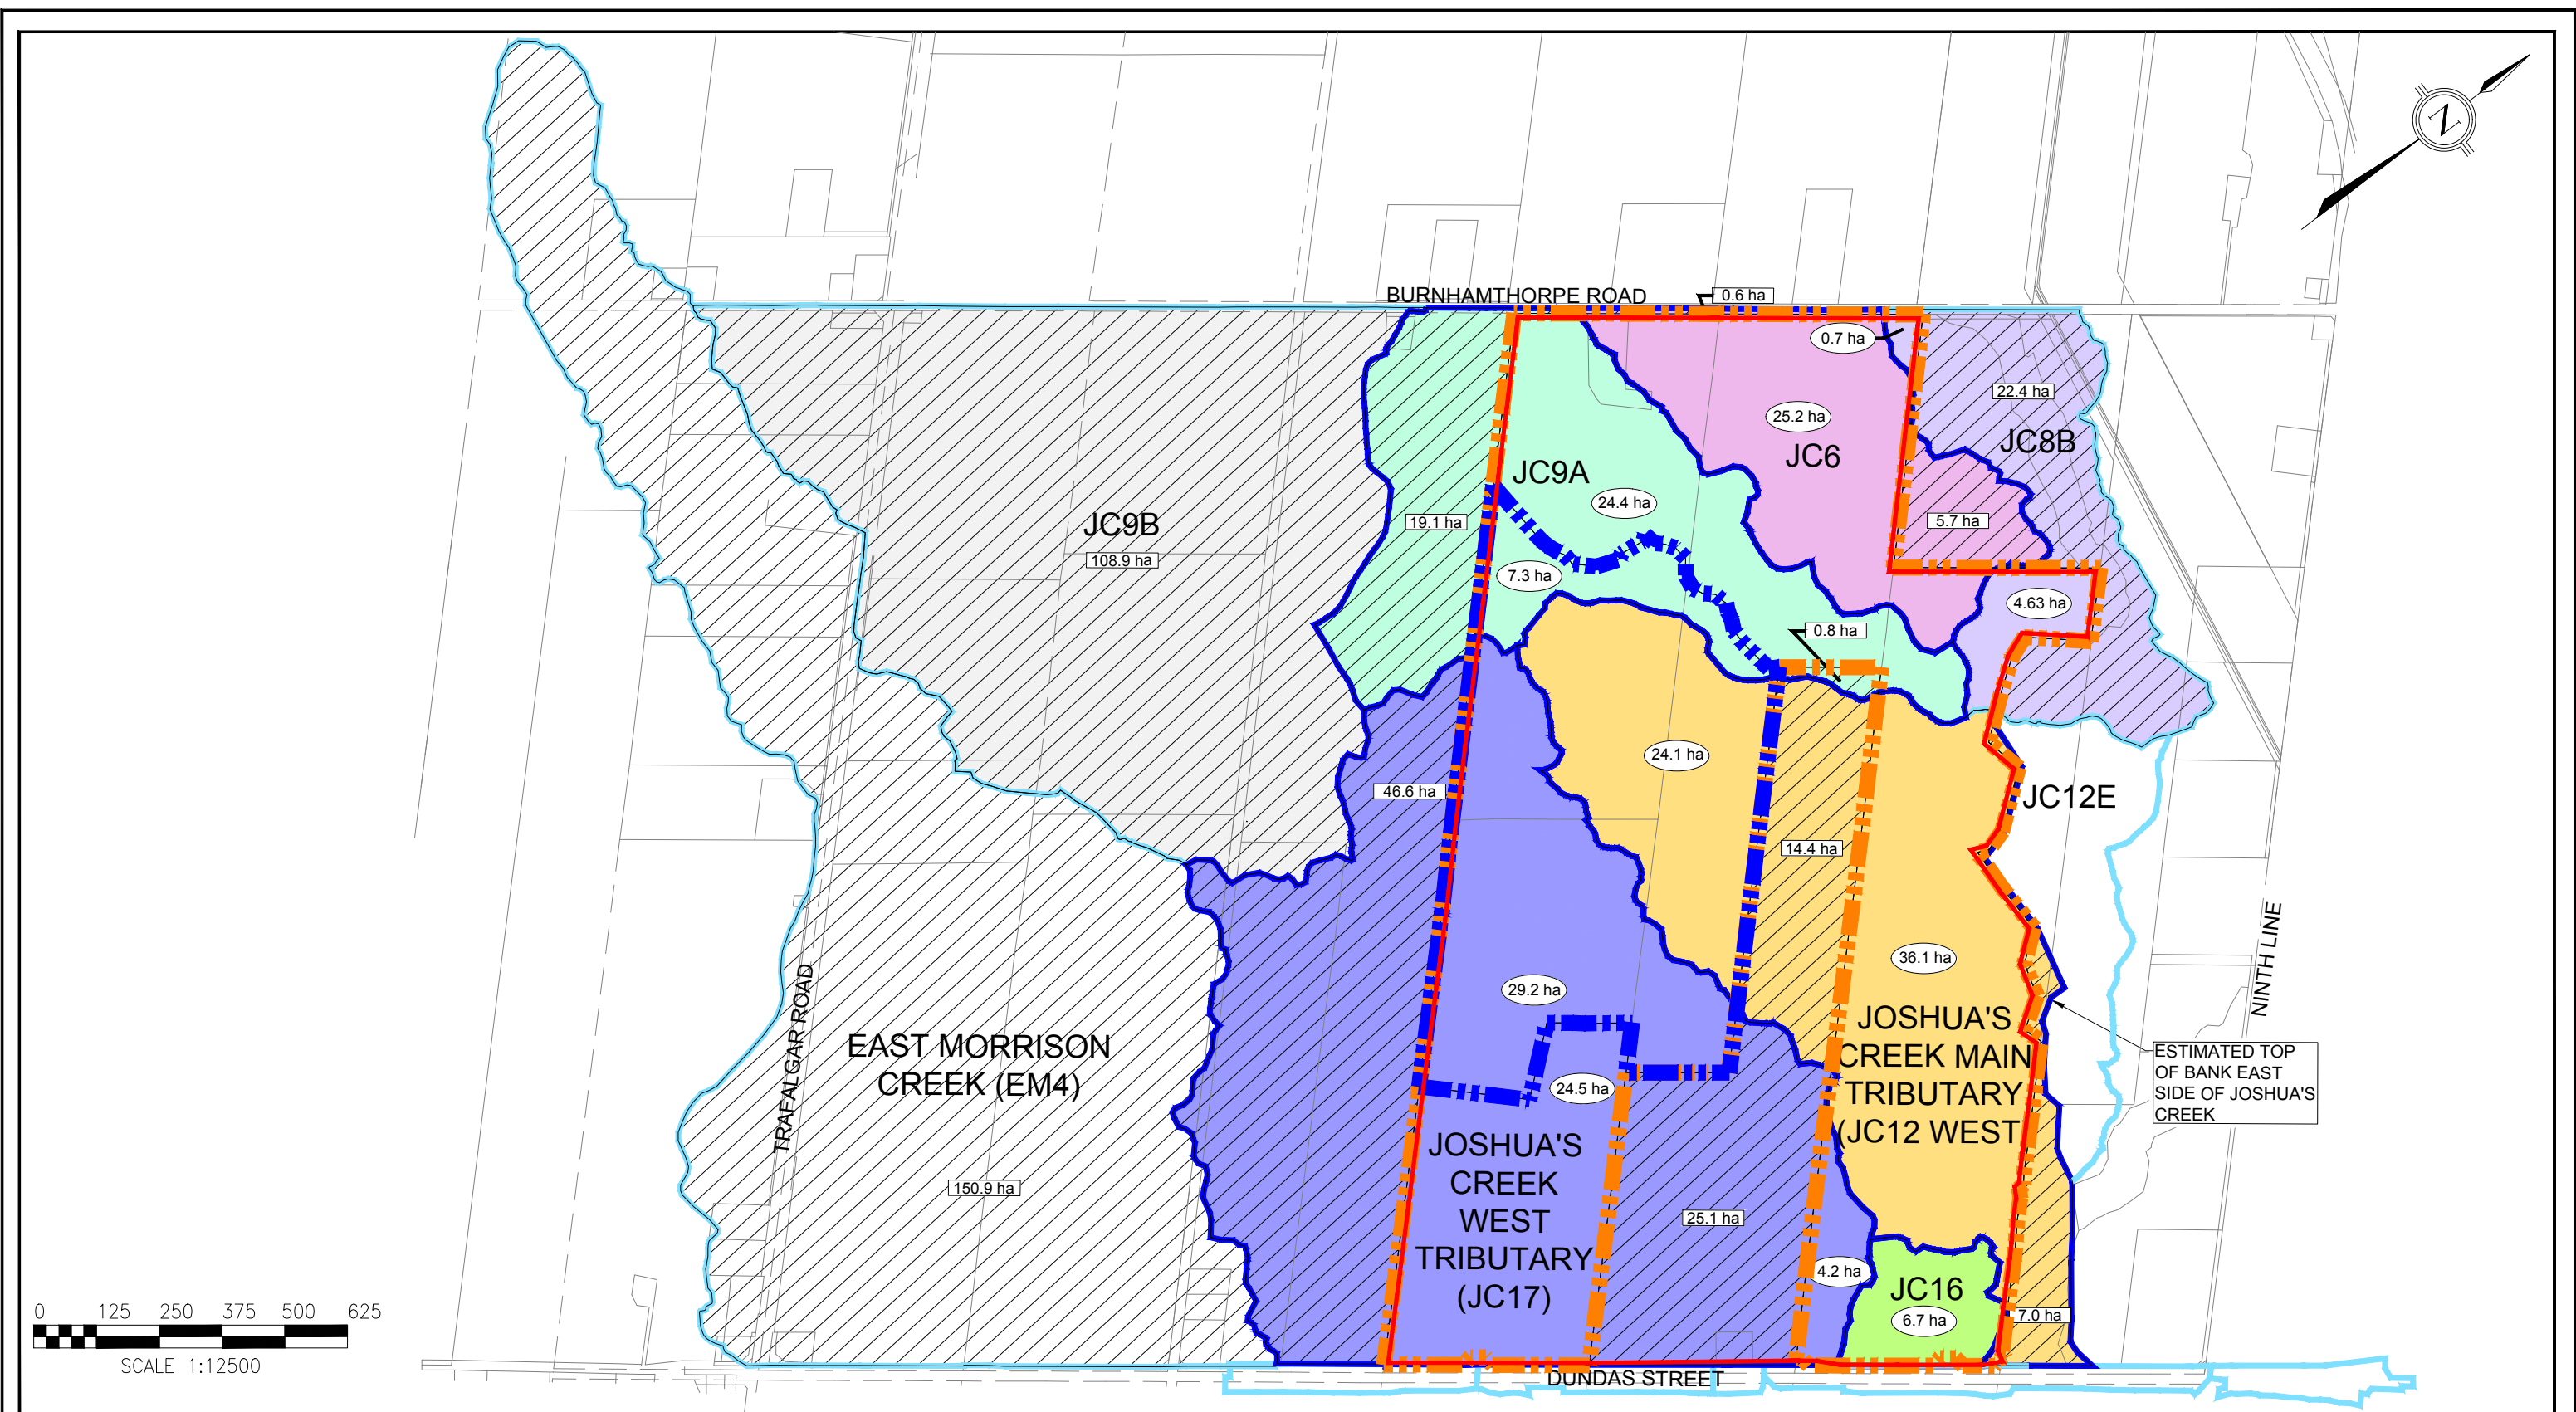 N
BURNHAMTHORPE ROAD
0.6 ha
0.7 ha
22.4 ha
25.2 ha
JC8B
JC6
JC9A
24.4 ha
19.1 ha
5.7 ha
JC9B
108.9 ha
7.3 ha
4.63 ha
0.8 ha
24.1 ha
46.6 ha
JC12E
14.4 ha
NINTH LINE
36.1 ha
29.2 ha
JOSHUA'S
CREEK MAIN
TRIBUTARY
(JC12 WEST
TRAFALGAR ROAD
EAST MORRISON
CREEK (EM4)
ESTIMATED TOP
OF BANK EAST
SIDE OF JOSHUA'S
CREEK
24.5 ha
JOSHUA'S
CREEK
WEST
TRIBUTARY
(JC17)
150.9 ha
25.1 ha
4.2 ha
JC16
6.7 ha
7.0 ha
0 125 250 375 500 625
SCALE 1:12500
DUNDAS STREET